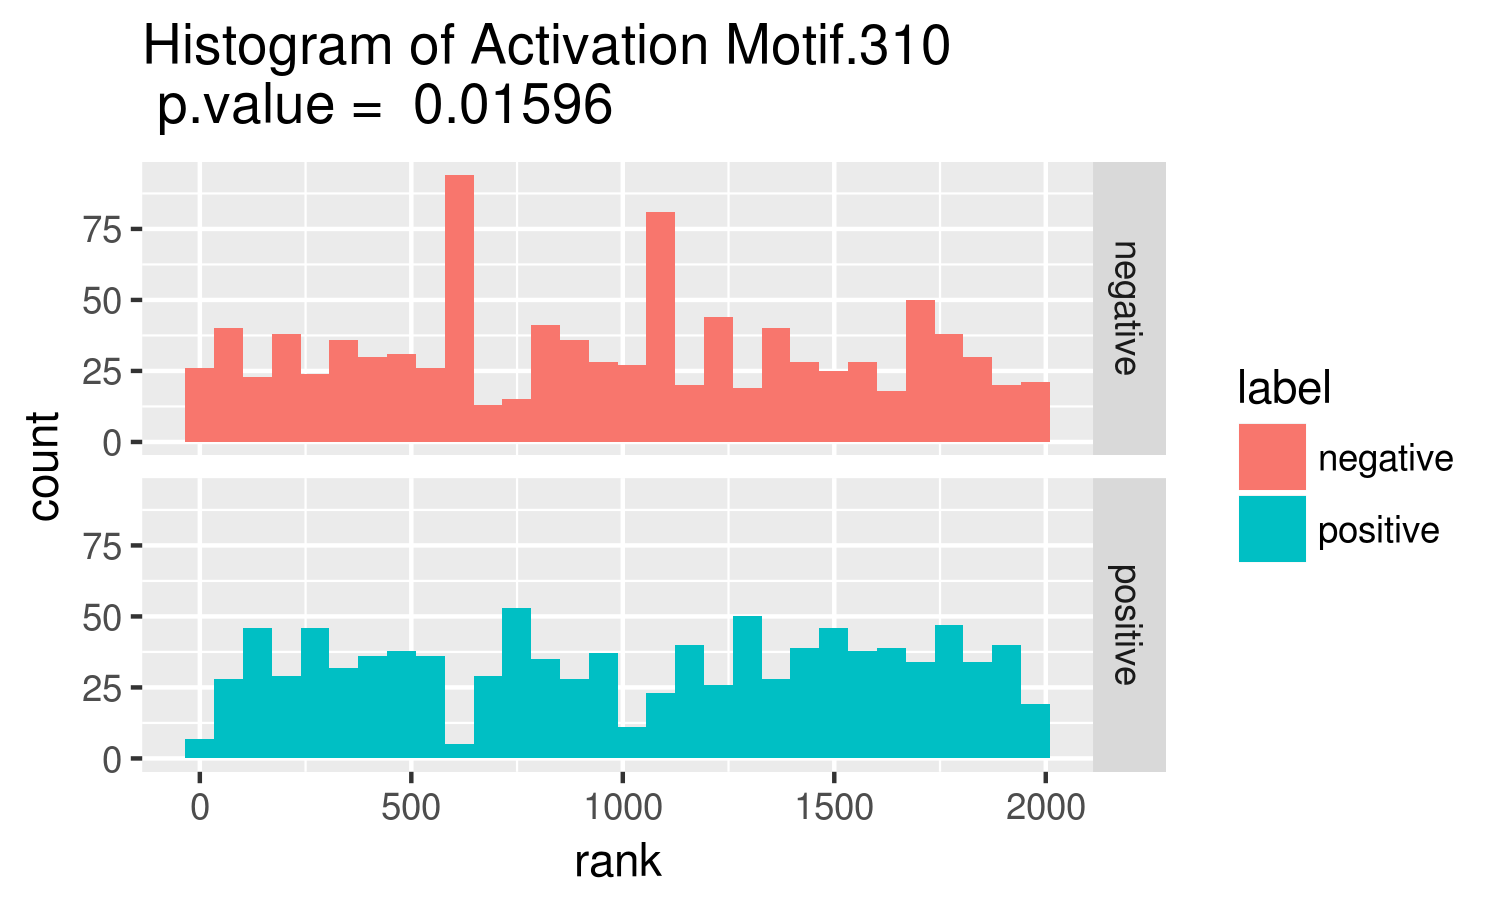 Histogram of Activation Motif.310
p.value = 0.01596
count
75
50
25
0
negative
75
50
25
0
positive
0 500 1000 1500 2000
rank
label
negative
positive